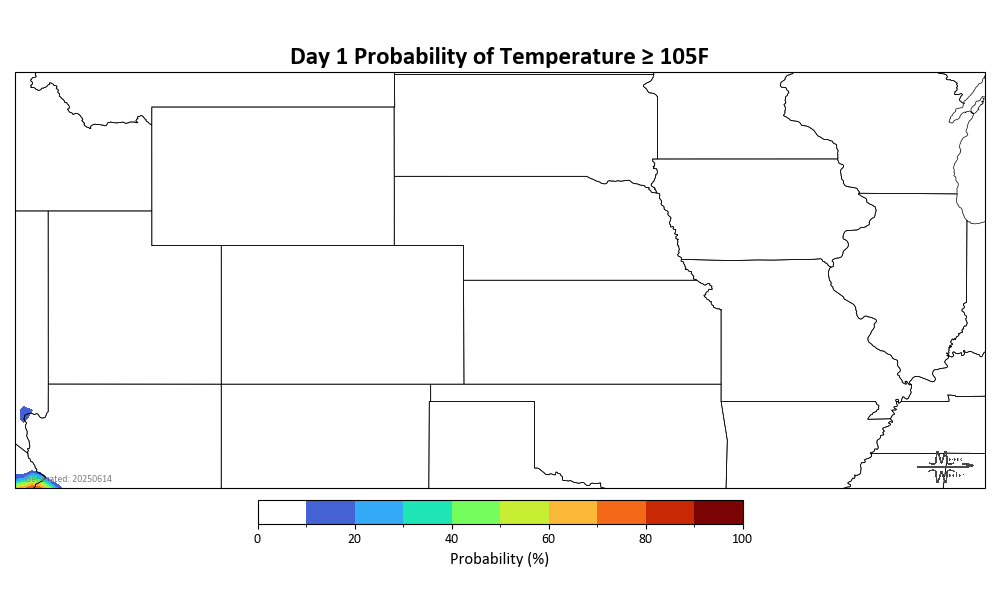 Day 1 Probability of Temperature ≥ 105F
Generated: 20250614
0 20 40 60 80 100
Probability (%)